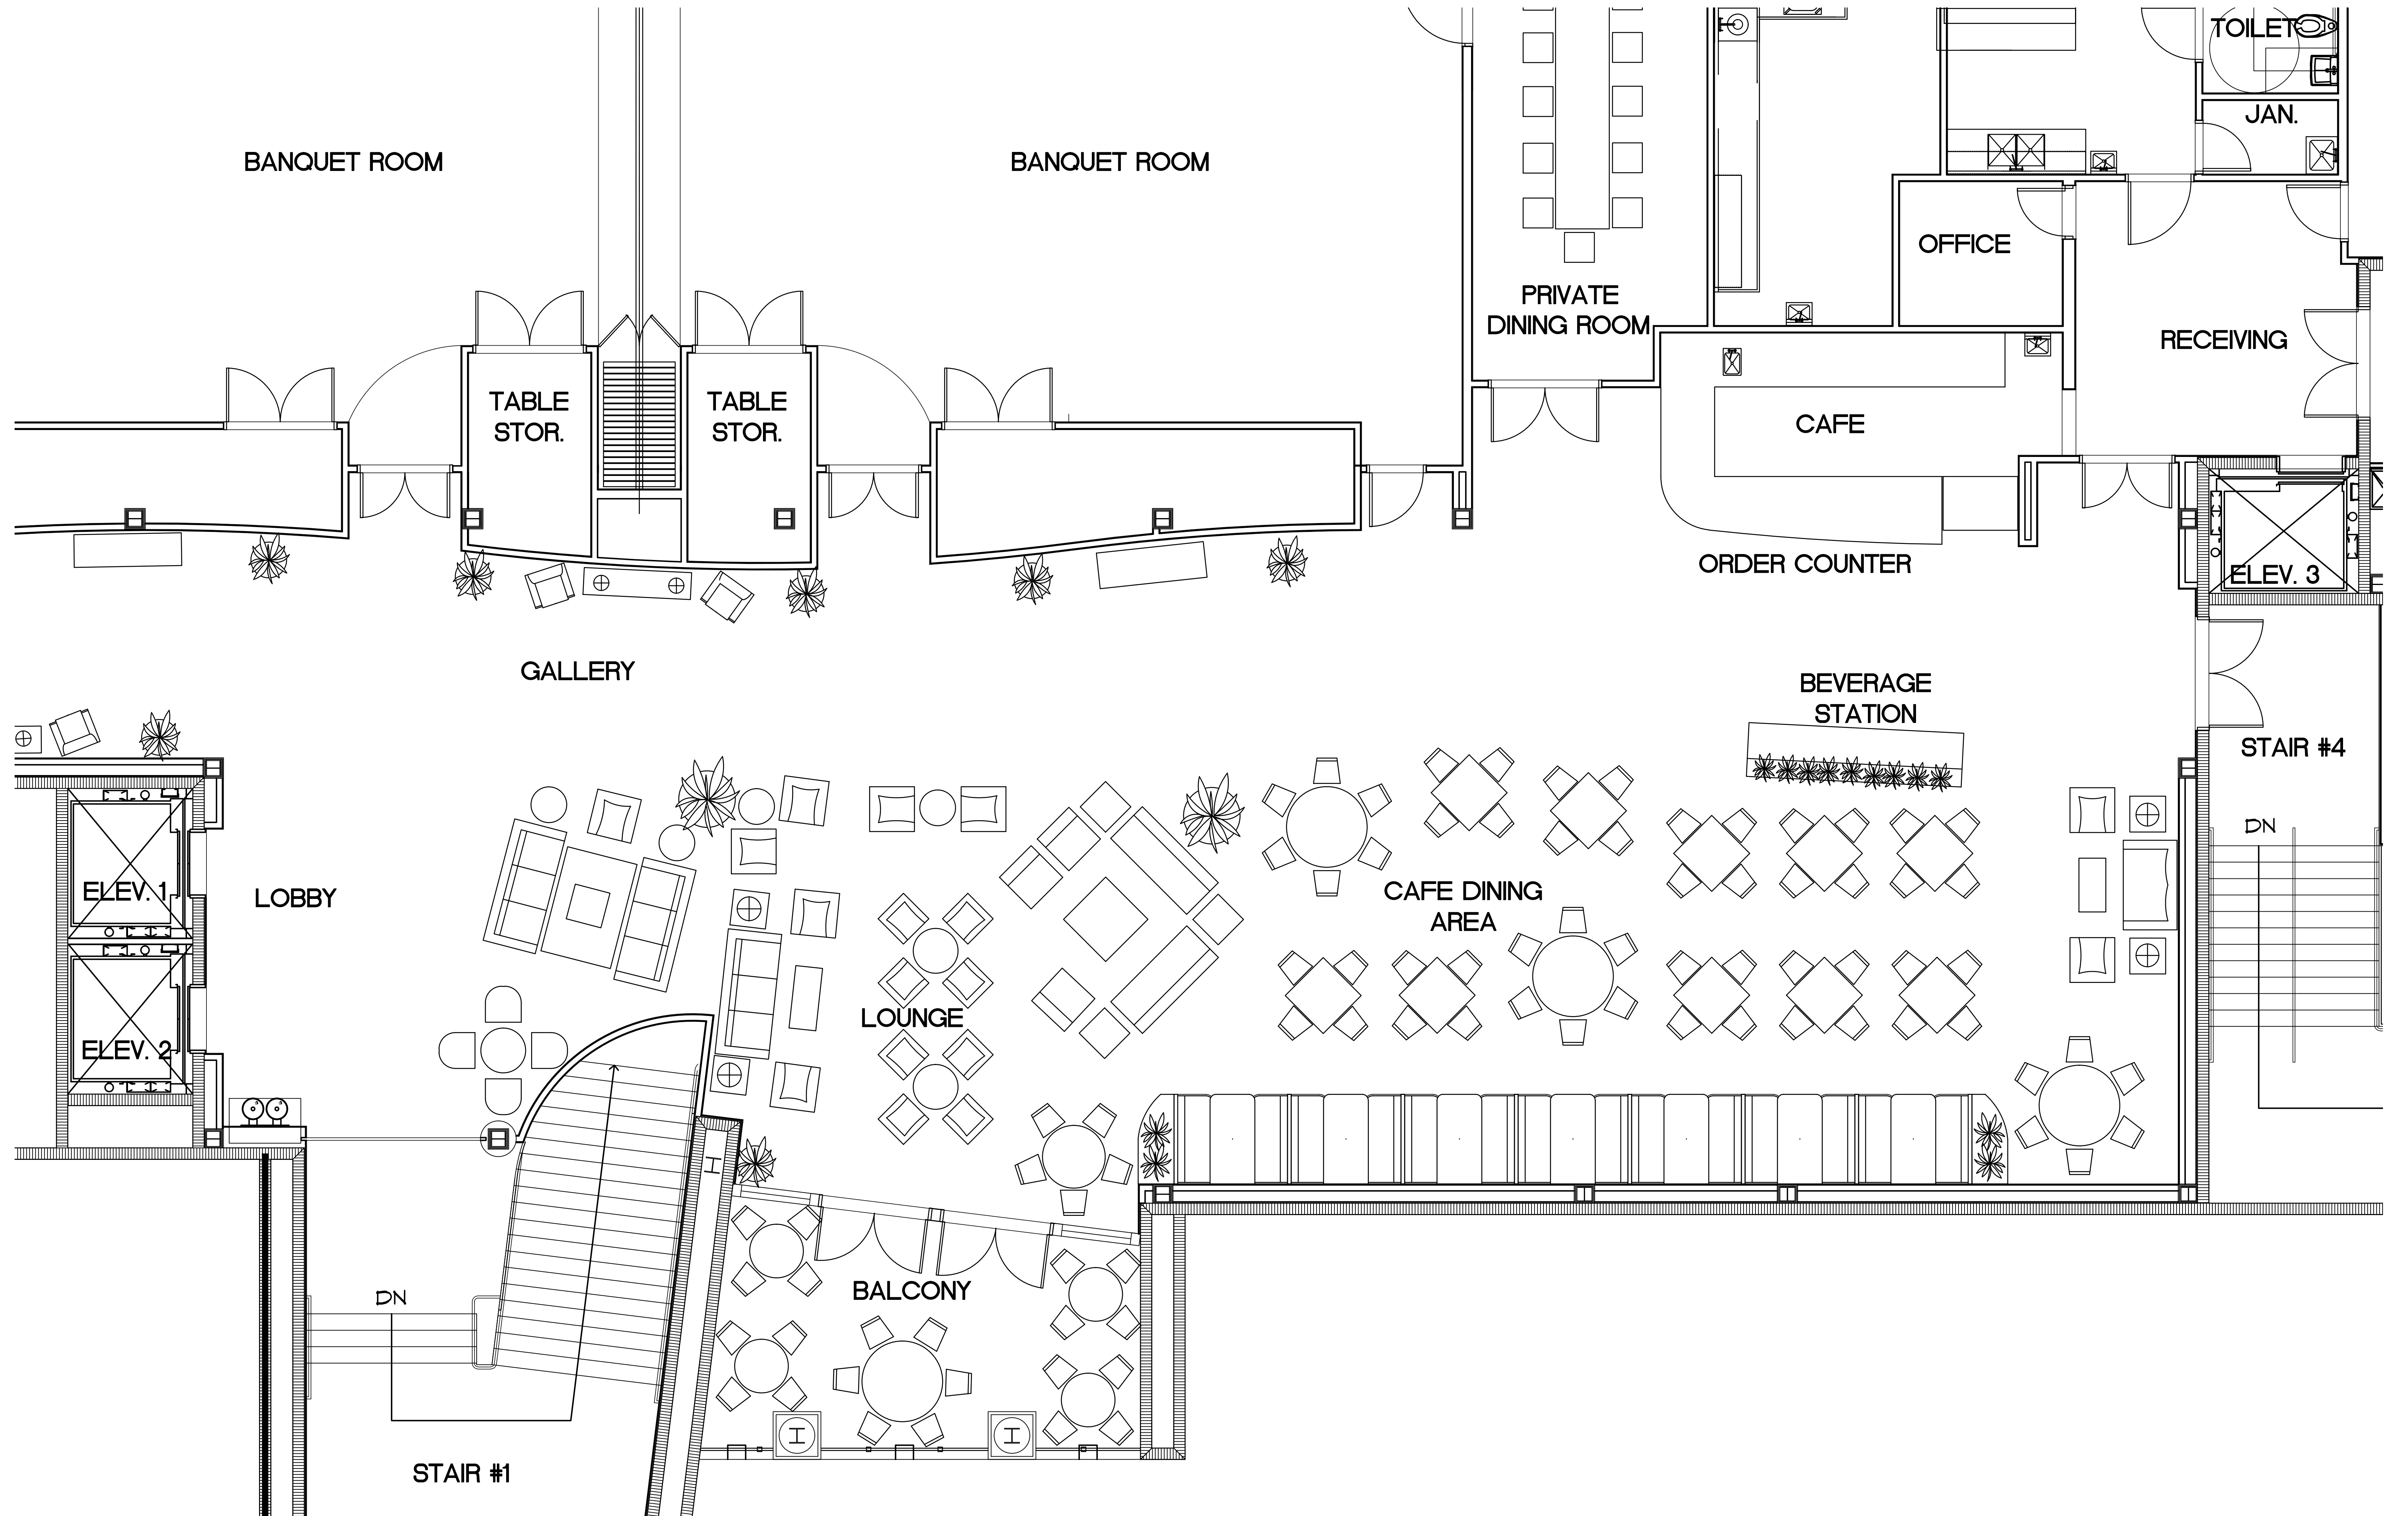 TOILET
JAN.
BANQUET ROOM
BANQUET ROOM
OFFICE
PRIVATE
DINING ROOM
RECEIVING
TABLE
STOR.
TABLE
STOR.
CAFE
ORDER COUNTER
ELEV. 3
GALLERY
BEVERAGE
STATION
STAIR #4
DN
ELEV. 1
LOBBY
CAFE DINING
AREA
LOUNGE
ELEV. 2
BALCONY
DN
STAIR #1